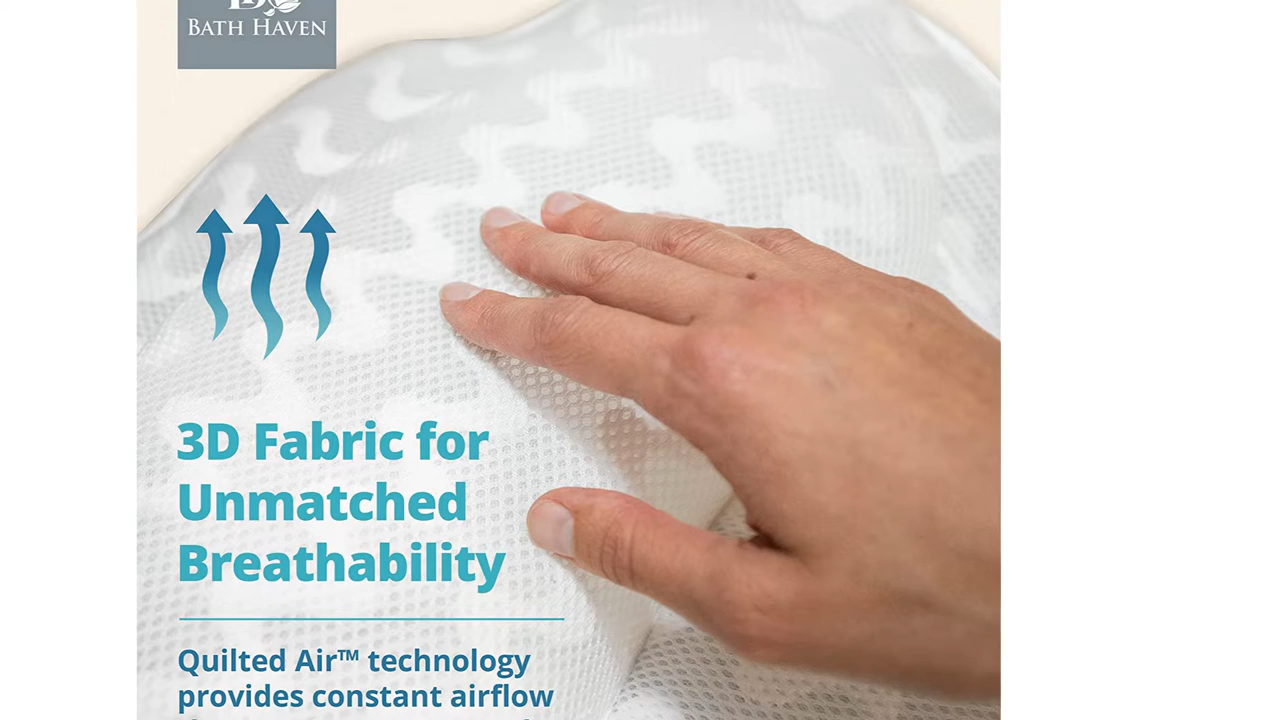 BATH HAVEN
3D Fabric for
Unmatched
Breathability
Quilted Air™ technology
provides constant airflow